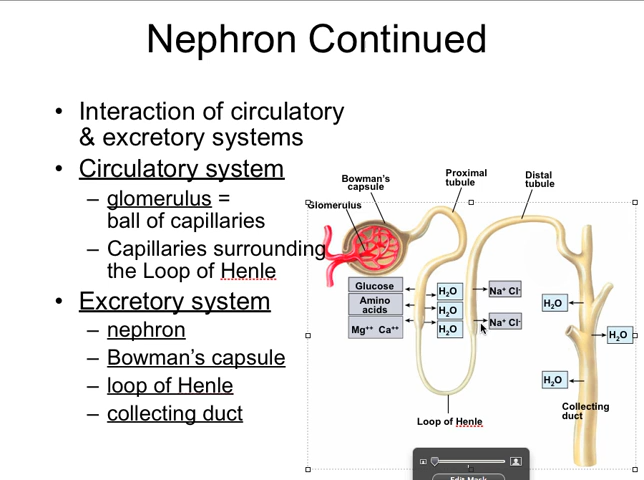 Nephron Continued
• Interaction of circulatory
& excretory systems
• Circulatory system
– glomerulus =
ball of capillaries
– Capillaries surrounding
the Loop of Henle
• Excretory system
– nephron
– Bowman's capsule
– loop of Henle
– collecting duct
Bowman's
capsule
Proximal
tubule
Distal
tubule
Glomerulus
Glucose
Amino
acids
Mg⁺⁺ Ca⁺⁺
H₂O
H₂O
H₂O
Na⁺ Cl⁻
Na⁺ Cl⁻
H₂O
H₂O
H₂O
Collecting
duct
Loop of Henle
Edit Mask